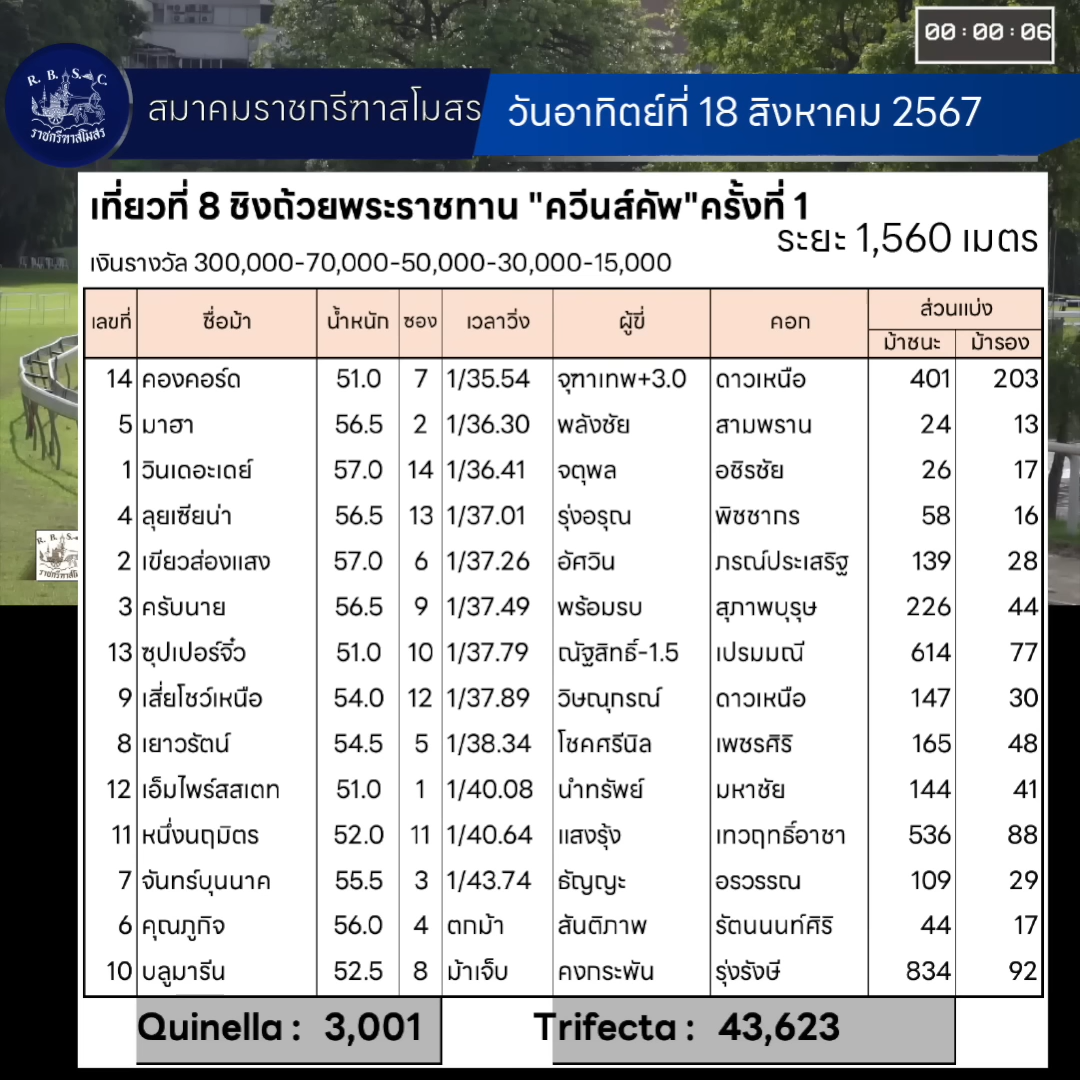 00:00:06
R. B. S. C.
ราชกรีฑาสโมสร
สมาคมราชกรีฑาสโมสร
วันอาทิตย์ที่ 18 สิงหาคม 2567
เที่ยวที่ 8 ชิงถ้วยพระราชทาน "ควีนส์คัพ"ครั้งที่ 1
ระยะ 1,560 เมตร
เงินรางวัล 300,000-70,000-50,000-30,000-15,000
เลขที่ ชื่อม้า น้ำหนัก ซอง เวลาวิ่ง ผู้ขี่ คอก ส่วนแบ่ง
ม้าชนะ ม้ารอง
14 คองคอร์ด 51.0 7 1/35.54 จุฑาเทพ+3.0 ดาวเหนือ 401 203
5 มาฮา 56.5 2 1/36.30 พลังชัย สามพราน 24 13
1 วินเดอะเดย์ 57.0 14 1/36.41 จตุพล อชิรชัย 26 17
4 ลุยเซียน่า 56.5 13 1/37.01 รุ่งอรุณ พิชชากร 58 16
2 เขียวส่องแสง 57.0 6 1/37.26 อัศวิน ภรณ์ประเสริฐ 139 28
3 ครับนาย 56.5 9 1/37.49 พร้อมรบ สุภาพบุรุษ 226 44
13 ซุปเปอร์จิ๋ว 51.0 10 1/37.79 ณัฐสิทธิ์-1.5 เปรมมณี 614 77
9 เสี่ยโชว์เหนือ 54.0 12 1/37.89 วิษณุกรณ์ ดาวเหนือ 147 30
8 เยาวรัตน์ 54.5 5 1/38.34 โชคศรีนิล เพชรศิริ 165 48
12 เอ็มไพร์สสเตท 51.0 1 1/40.08 นำทรัพย์ มหาชัย 144 41
11 หนึ่งนฤมิตร 52.0 11 1/40.64 แสงรุ้ง เทวฤทธิ์อาชา 536 88
7 จันทร์บุนนาค 55.5 3 1/43.74 ธัญญะ อรวรรณ 109 29
6 คุณภูกิจ 56.0 4 ตกม้า สันติภาพ รัตนนนท์ศิริ 44 17
10 บลูมารีน 52.5 8 ม้าเจ็บ คงกระพัน รุ่งรังษี 834 92
Quinella : 3,001 Trifecta : 43,623